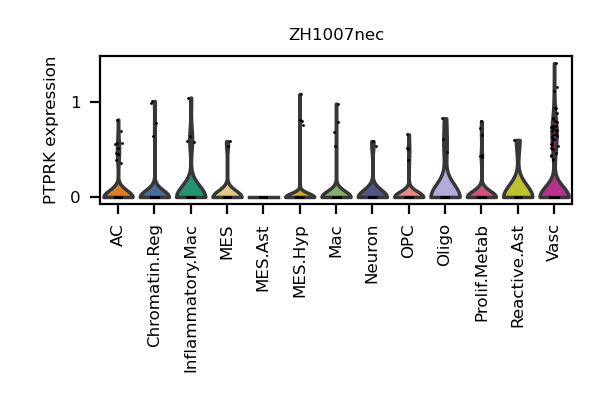 ZH1007nec
PTPRK expression
1
0
AC
Chromatin.Reg
Inflammatory.Mac
MES
MES.Ast
MES.Hyp
Mac
Neuron
OPC
Oligo
Prolif.Metab
Reactive.Ast
Vasc